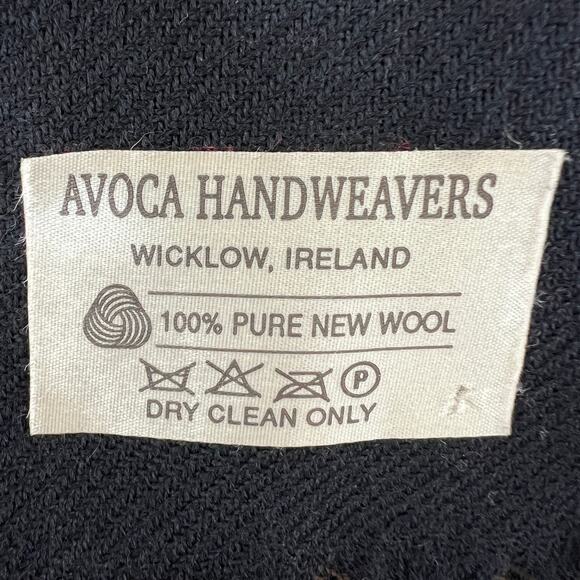 AVOCA HANDWEAVERS
WICKLOW, IRELAND
100% PURE NEW WOOL
P
DRY CLEAN ONLY